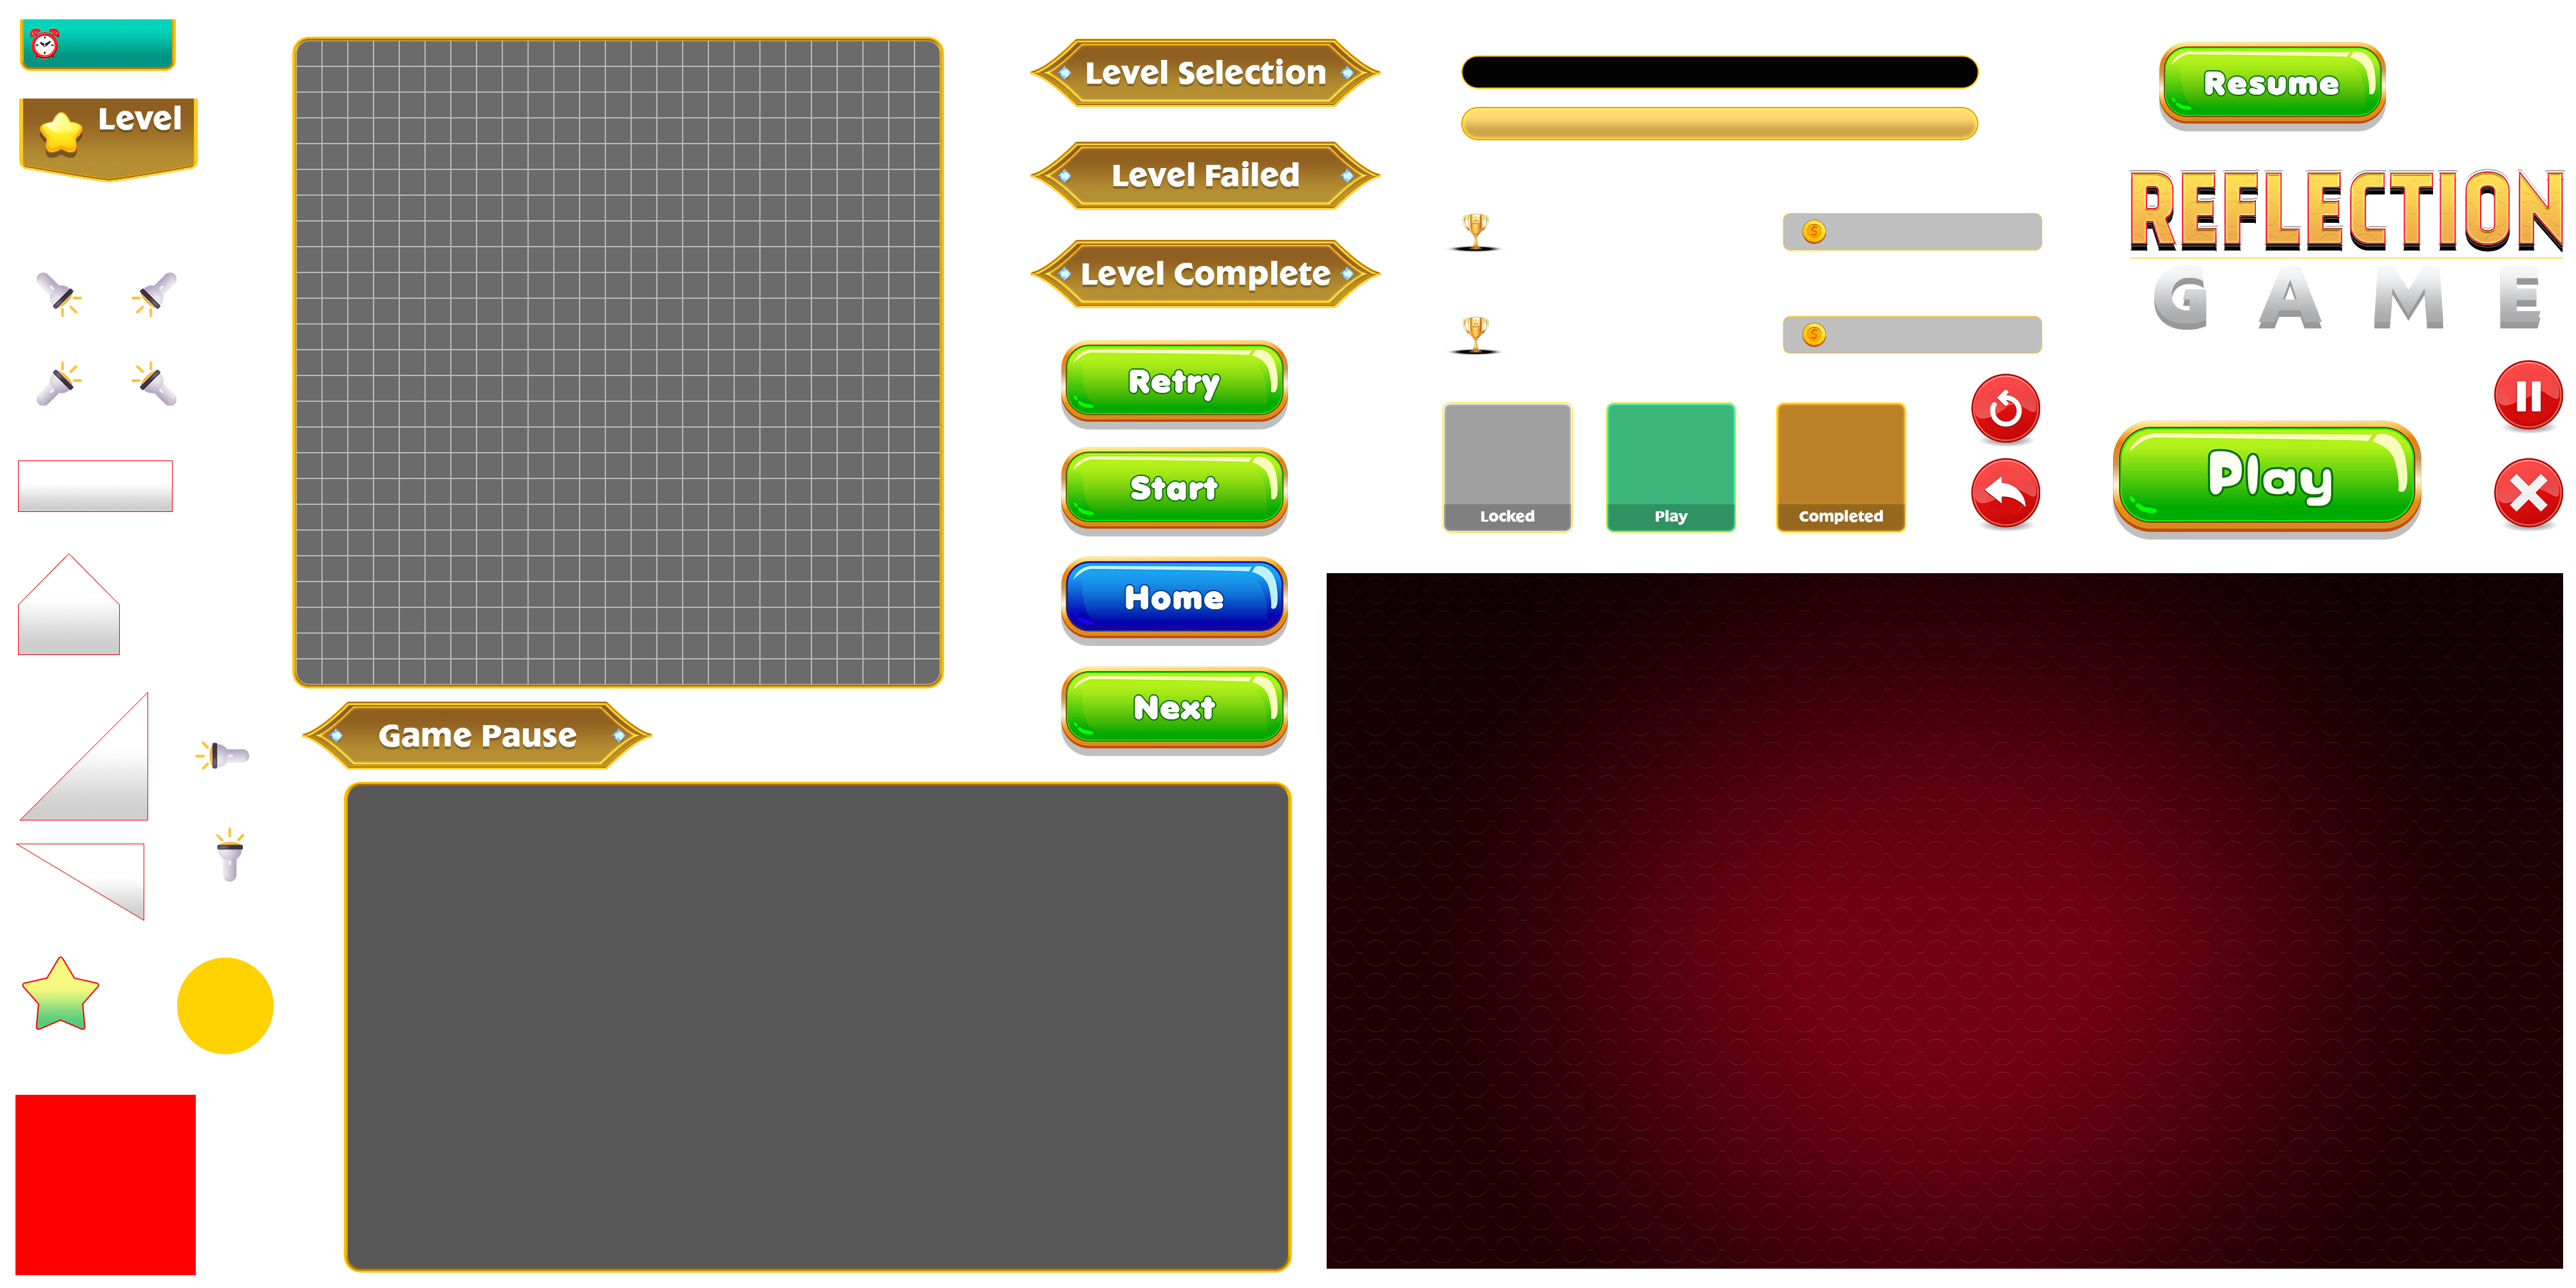 Level
Level Selection
Level Failed
Level Complete
Retry
Start
Home
Next
Game Pause
Locked
Play
Completed
Resume
REFLECTION
GAME
Play